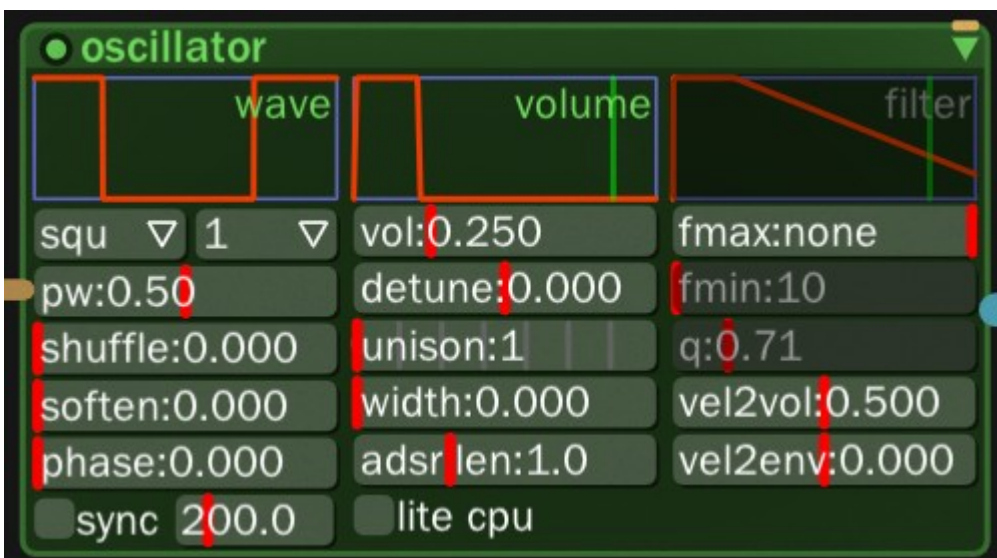 oscillator
wave volume filter
squ 1 vol:0.250 fmax:none
pw:0.50 detune:0.000 fmin:10
shuffle:0.000 unison:1 q:0.71
soften:0.000 width:0.000 vel2vol:0.500
phase:0.000 adsr len:1.0 vel2env:0.000
sync 200.0 lite cpu